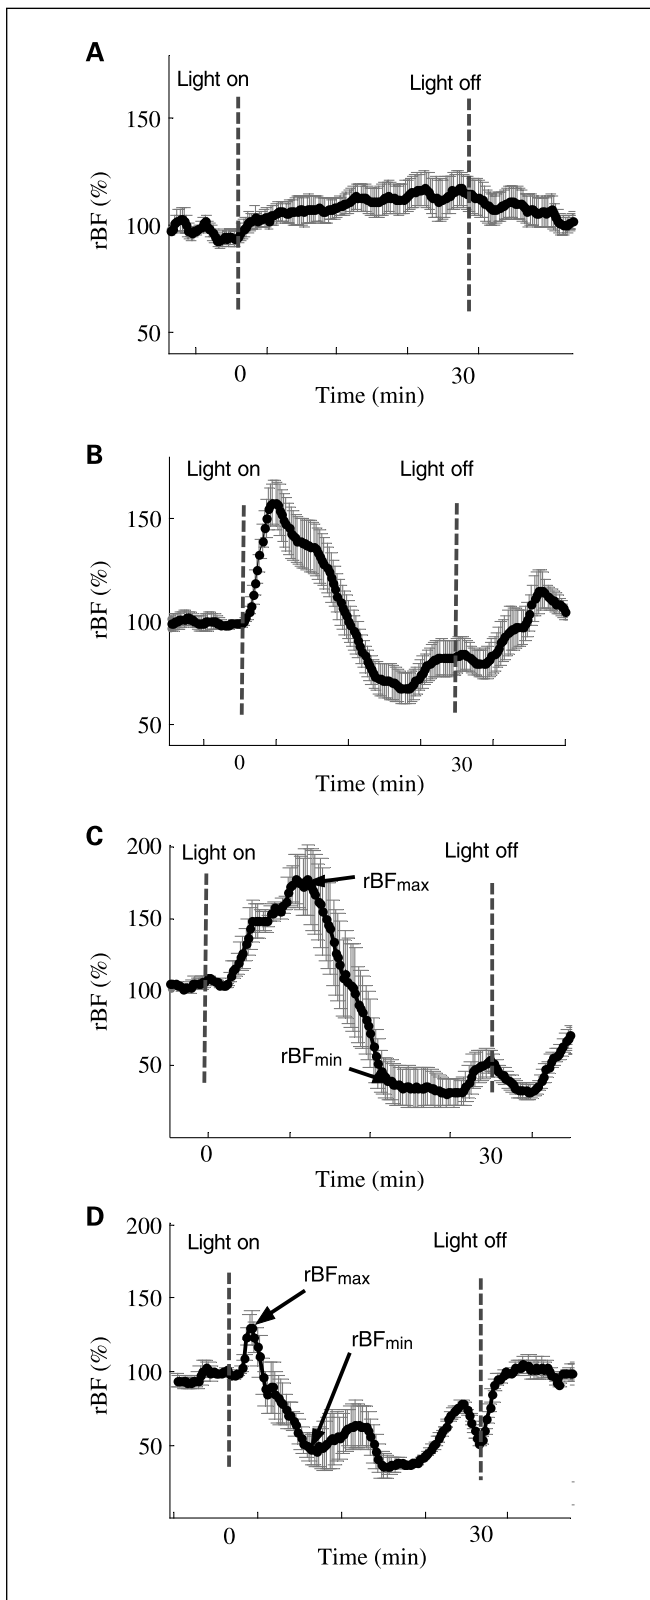 A
Light on
Light off
150
100
50
rBF (%)
0
30
Time (min)
B
Light on
Light off
150
100
50
rBF (%)
0
30
Time (min)
C
200
Light on
Light off
rBFmax
150
100
rBFmin
50
rBF (%)
0
30
Time (min)
D
200
Light on
Light off
rBFmax
150
rBFmin
100
50
rBF (%)
0
30
Time (min)